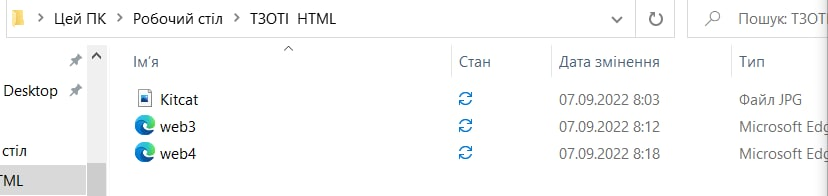 Цей ПК > Робочий стіл > ТЗОТІ HTML
Пошук: ТЗОТІ
Ім'я Стан Дата змінення Тип
Desktop
Kitcat 07.09.2022 8:03 Файл JPG
web3 07.09.2022 8:12 Microsoft Edg
стіл
web4 07.09.2022 8:18 Microsoft Edg
TML